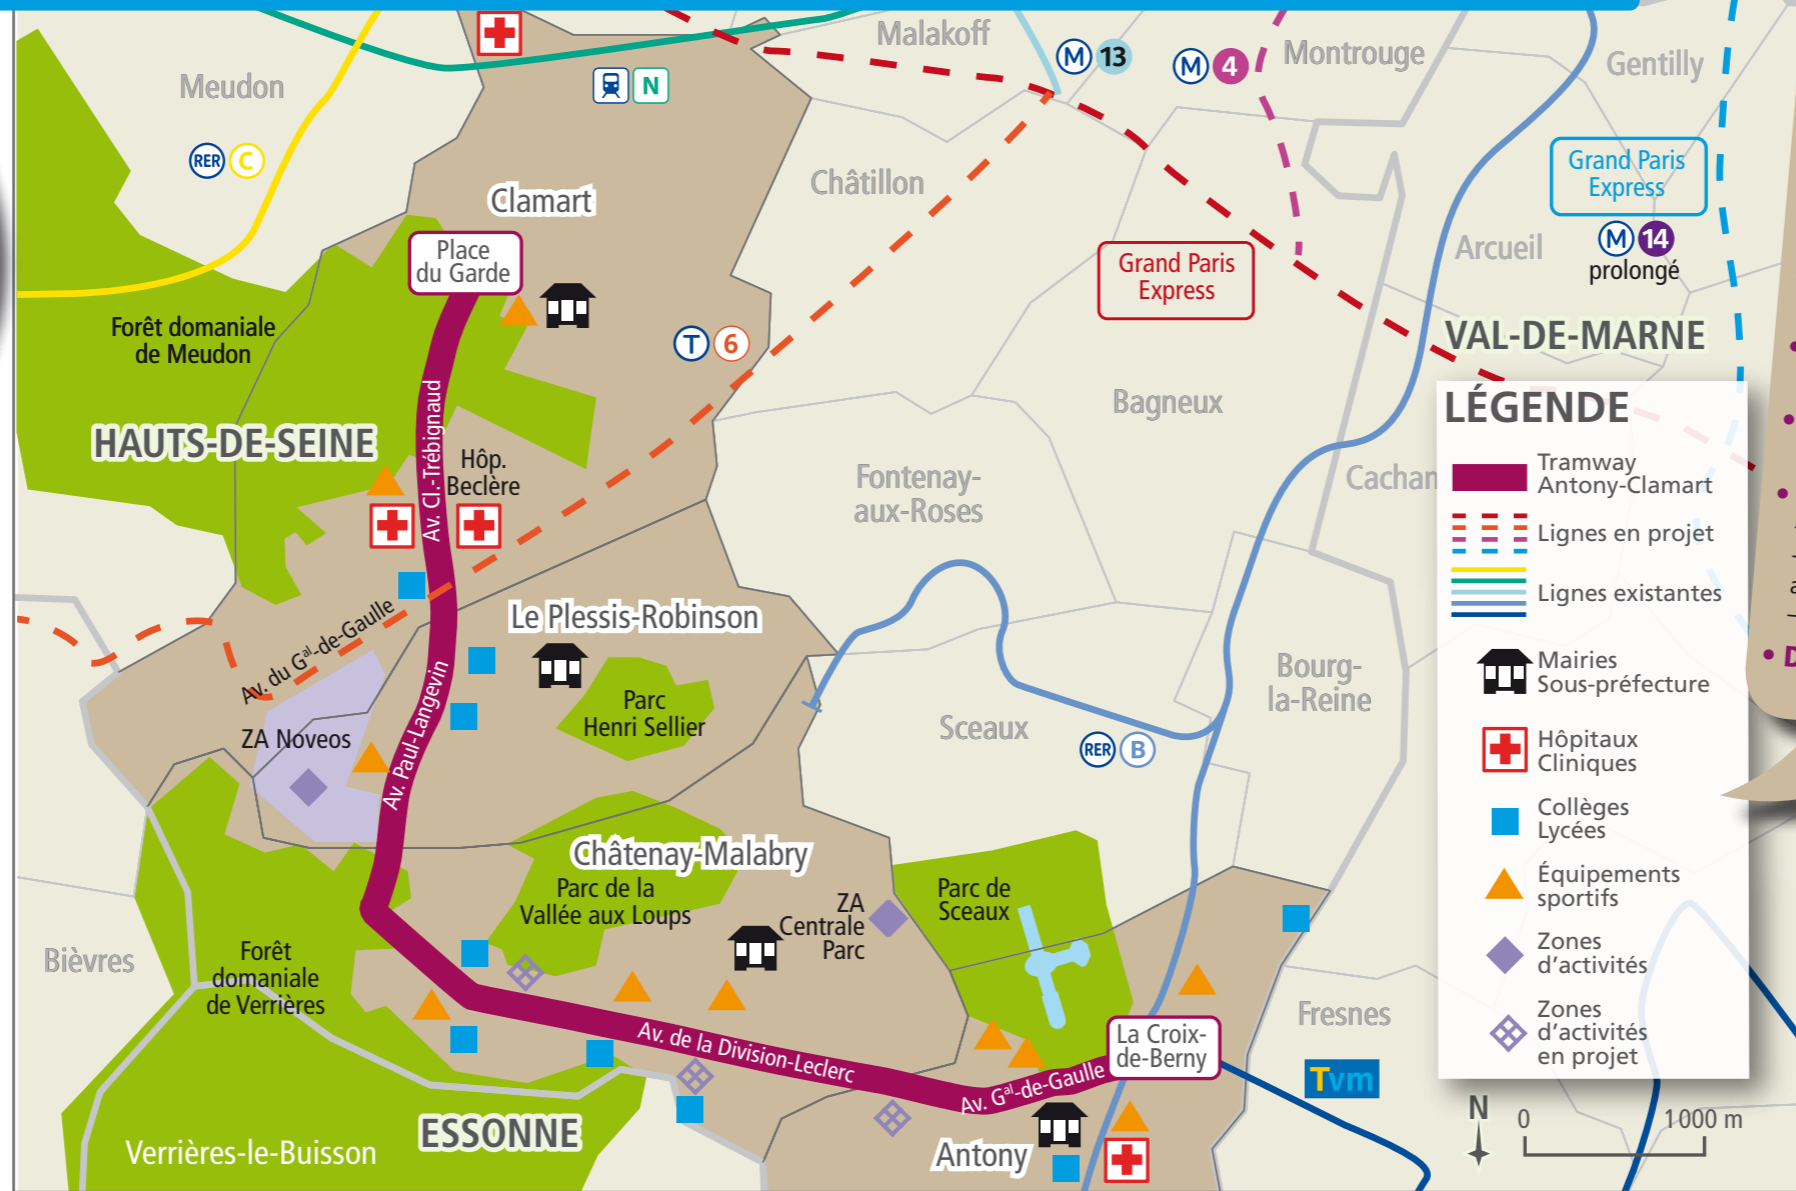 Malakoff
M 13
M 4
Montrouge
Gentilly
Meudon
N
RER C
Clamart
Châtillon
Grand Paris
Express
M 14
prolongé
Arcueil
Place
du Garde
Grand Paris
Express
Forêt domaniale
de Meudon
T 6
VAL-DE-MARNE
Bagneux
HAUTS-DE-SEINE
Av. Cl.-Trébignaud
Hôp.
Beclère
Fontenay-
aux-Roses
Cachan
Av. du Gal-de-Gaulle
Le Plessis-Robinson
Av. Paul-Langevin
Parc
Henri Sellier
ZA Noveos
Sceaux
RER B
Bourg-
la-Reine
Châtenay-Malabry
Parc de la
Vallée aux Loups
ZA
Centrale
Parc
Parc de
Sceaux
Bièvres
Forêt
domaniale
de Verrières
Av. de la Division-Leclerc
Av. Gal-de-Gaulle
La Croix-
de-Berny
Fresnes
Tvm
ESSONNE
Verrières-le-Buisson
Antony
LÉGENDE
Tramway
Antony-Clamart
Lignes en projet
Lignes existantes
Mairies
Sous-préfecture
Hôpitaux
Cliniques
Collèges
Lycées
Équipements
sportifs
Zones
d'activités
Zones
d'activités
en projet
N
0 1000 m